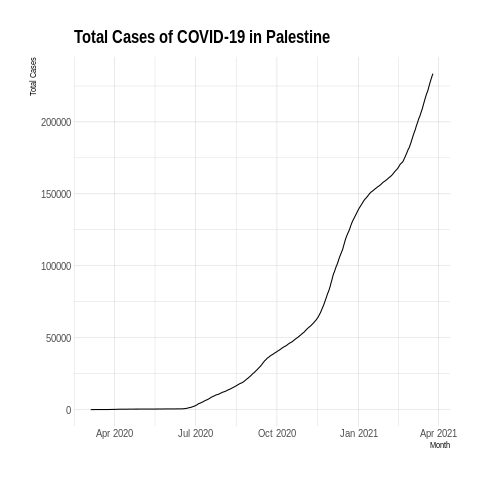 Total Cases of COVID-19 in Palestine
Total Cases
200000
150000
100000
50000
0
Apr 2020 Jul 2020 Oct 2020 Jan 2021 Apr 2021
Month